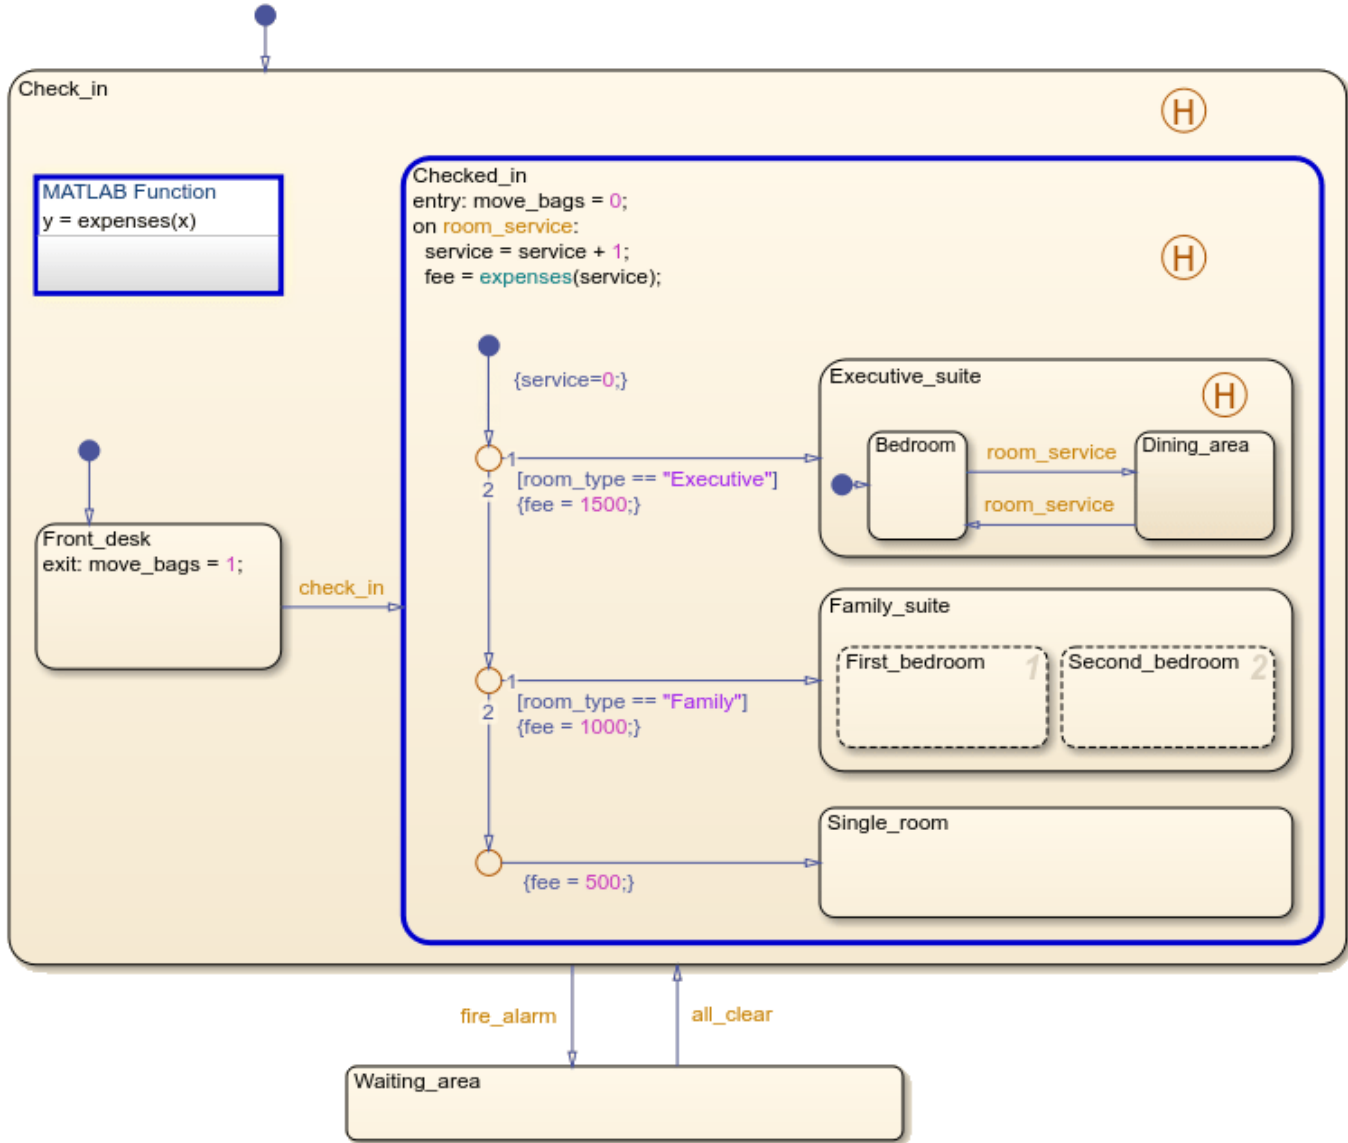 Check_in
H
MATLAB Function
y = expenses(x)
Checked_in
entry: move_bags = 0;
on room_service:
service = service + 1;
fee = expenses(service);
H
{service=0;}
Executive_suite
H
Bedroom
room_service
Dining_area
room_service
1
[room_type == "Executive"]
{fee = 1500;}
2
Front_desk
exit: move_bags = 1;
check_in
Family_suite
First_bedroom
1
Second_bedroom
2
1
[room_type == "Family"]
{fee = 1000;}
2
Single_room
{fee = 500;}
fire_alarm
all_clear
Waiting_area